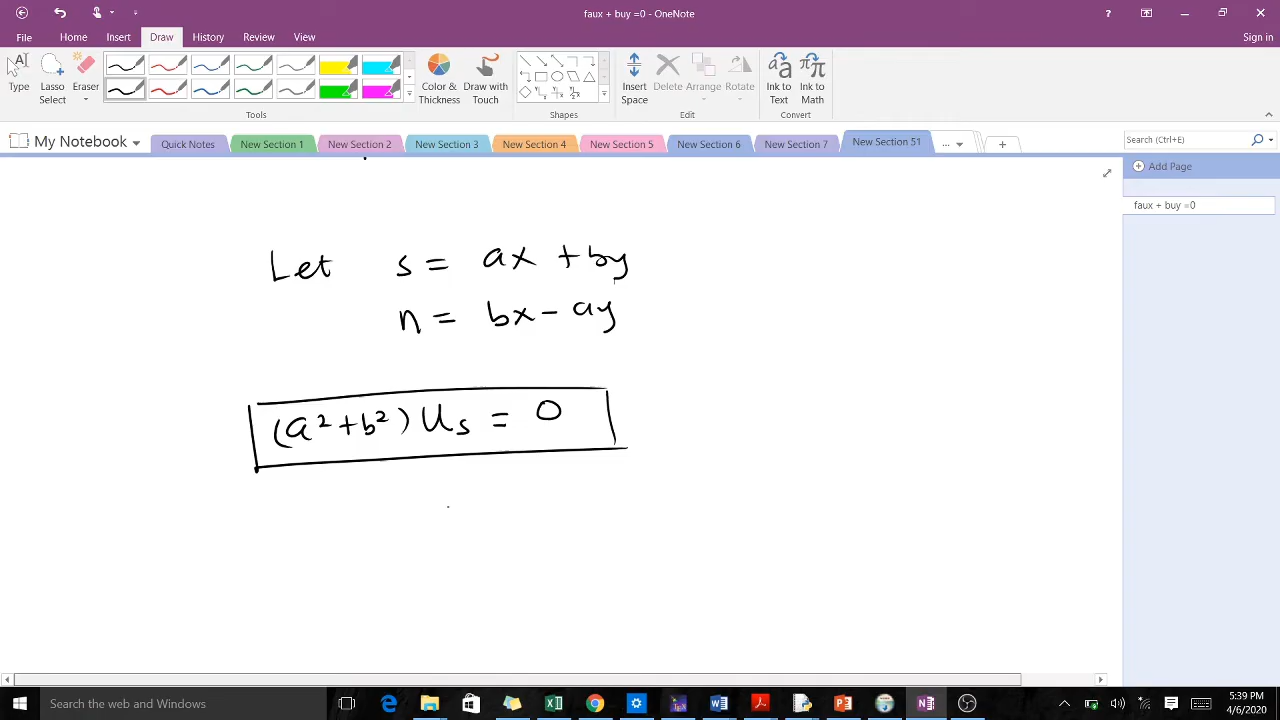 faux + buy =0 - OneNote
File Home Insert Draw History Review View Sign in
Type Lasso Select Eraser Color & Thickness Draw with Touch Insert Space Delete Arrange Rotate Ink to Text Ink to Math
Tools Shapes Edit Convert
My Notebook Quick Notes New Section 1 New Section 2 New Section 3 New Section 4 New Section 5 New Section 6 New Section 7 New Section 51 ... + Search (Ctrl+E)
Add Page
faux + buy =0
Let s = ax + by
n = bx - ay
(a²+b²) Us = 0
Search the web and Windows
5:39 PM
4/6/2020